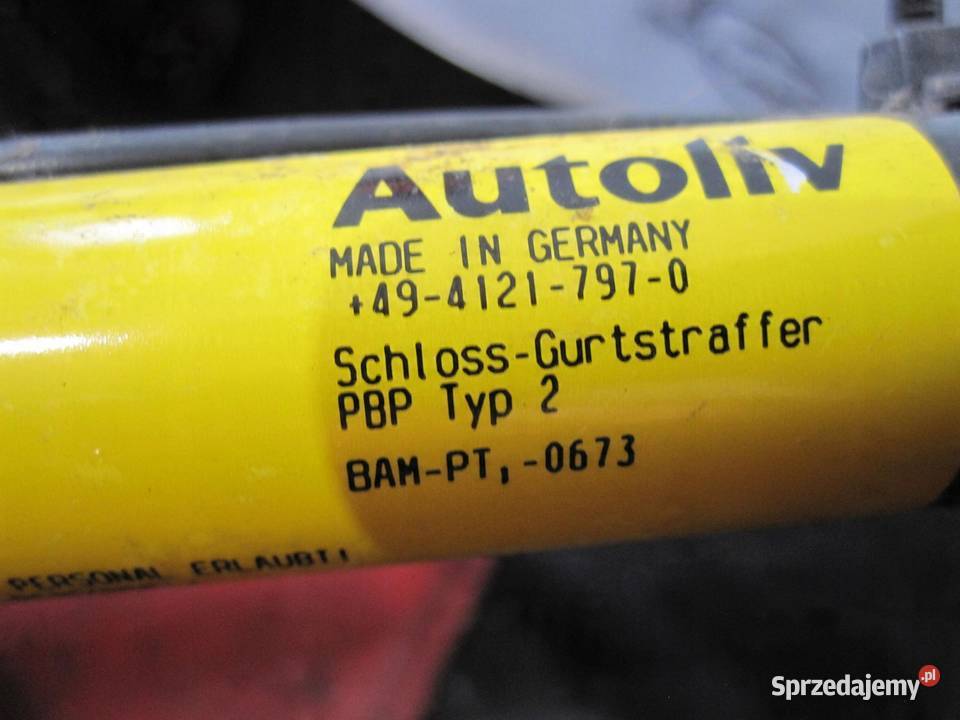 Autoliv
MADE IN GERMANY
+49-4121-797-0
Schloss-Gurtstraffer
PBP Typ 2
BAM-PT,-0673
PERSONAL ERLAUBT!
Sprzedajemy.pl